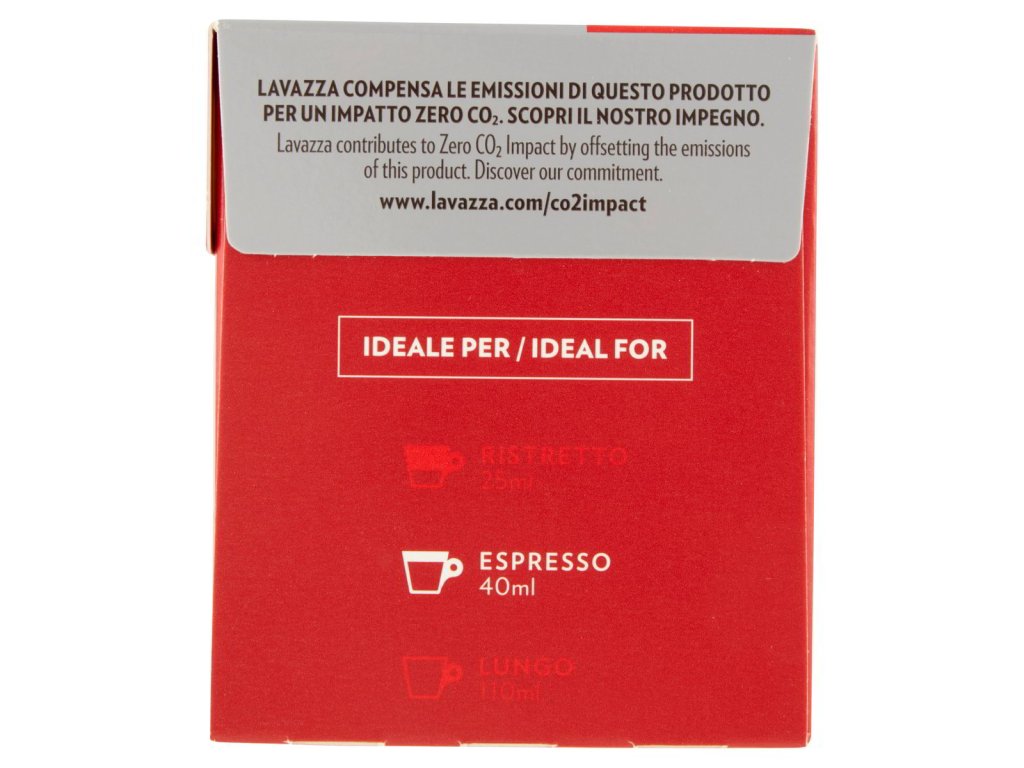 LAVAZZA COMPENSA LE EMISSIONI DI QUESTO PRODOTTO
PER UN IMPATTO ZERO CO₂. SCOPRI IL NOSTRO IMPEGNO.
Lavazza contributes to Zero CO₂ Impact by offsetting the emissions
of this product. Discover our commitment.
www.lavazza.com/co2impact
IDEALE PER / IDEAL FOR
RISTRETTO
25ml
ESPRESSO
40ml
LUNGO
110ml